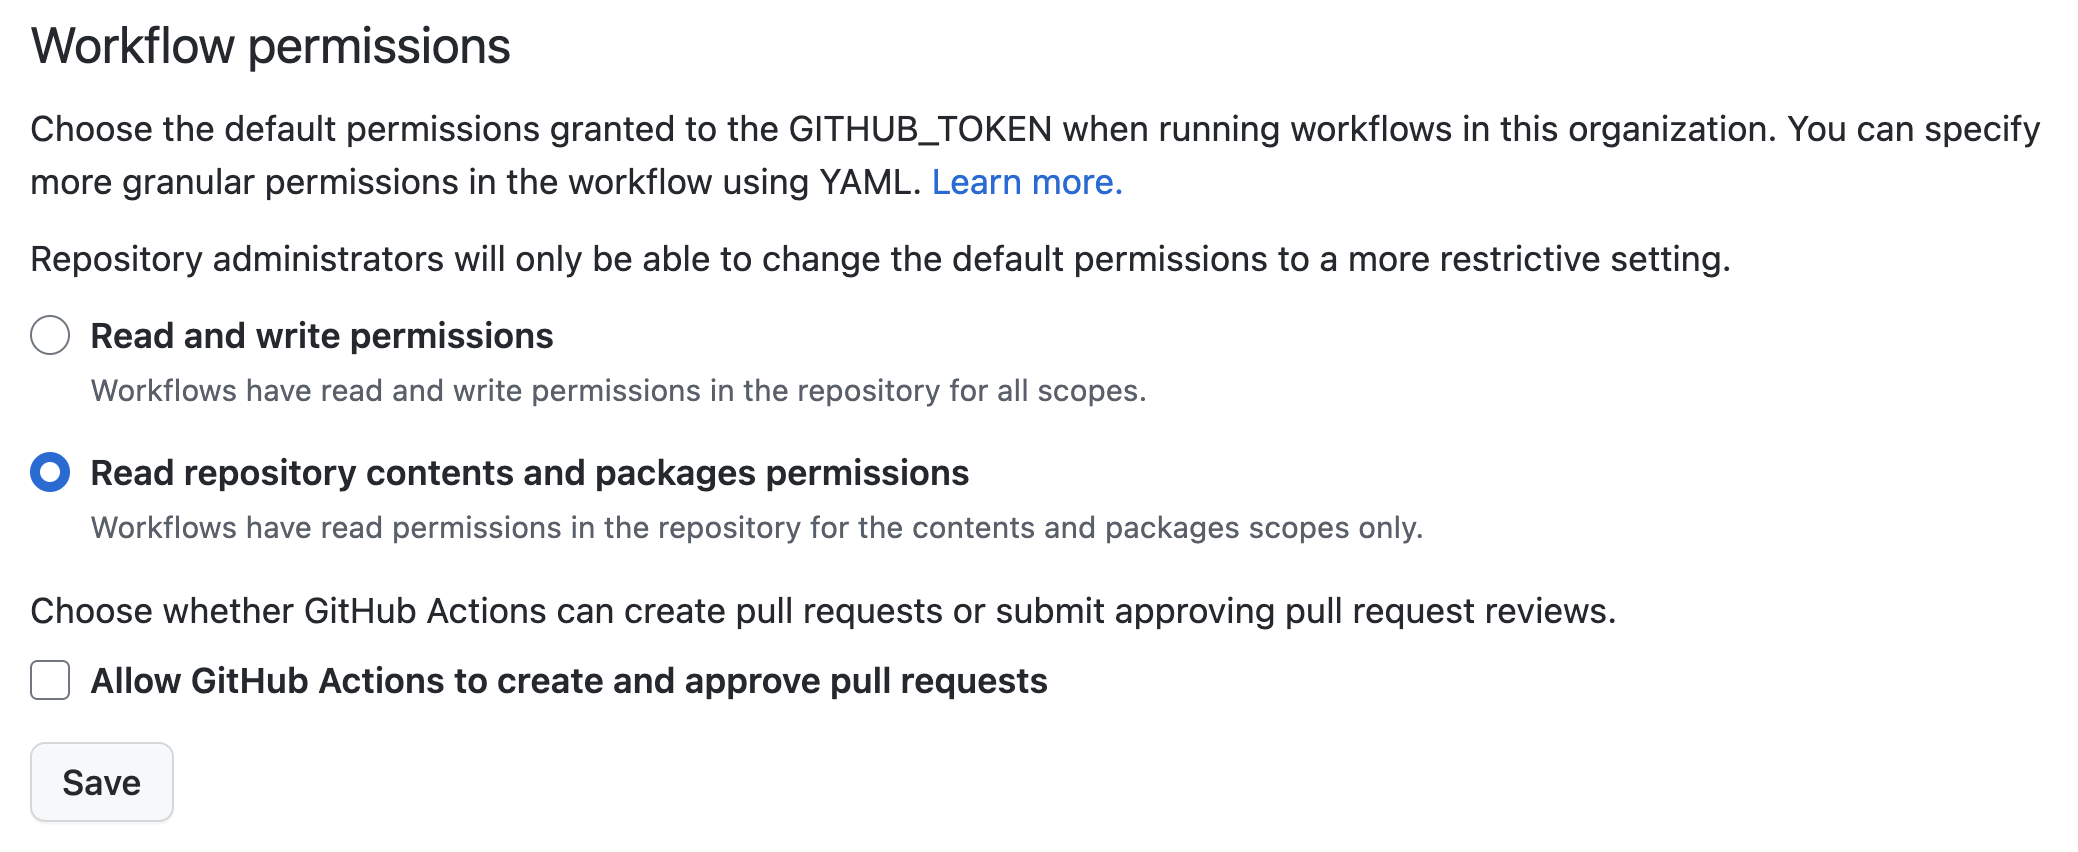 Workflow permissions
Choose the default permissions granted to the GITHUB_TOKEN when running workflows in this organization. You can specify
more granular permissions in the workflow using YAML. Learn more.
Repository administrators will only be able to change the default permissions to a more restrictive setting.
Read and write permissions
Workflows have read and write permissions in the repository for all scopes.
Read repository contents and packages permissions
Workflows have read permissions in the repository for the contents and packages scopes only.
Choose whether GitHub Actions can create pull requests or submit approving pull request reviews.
Allow GitHub Actions to create and approve pull requests
Save